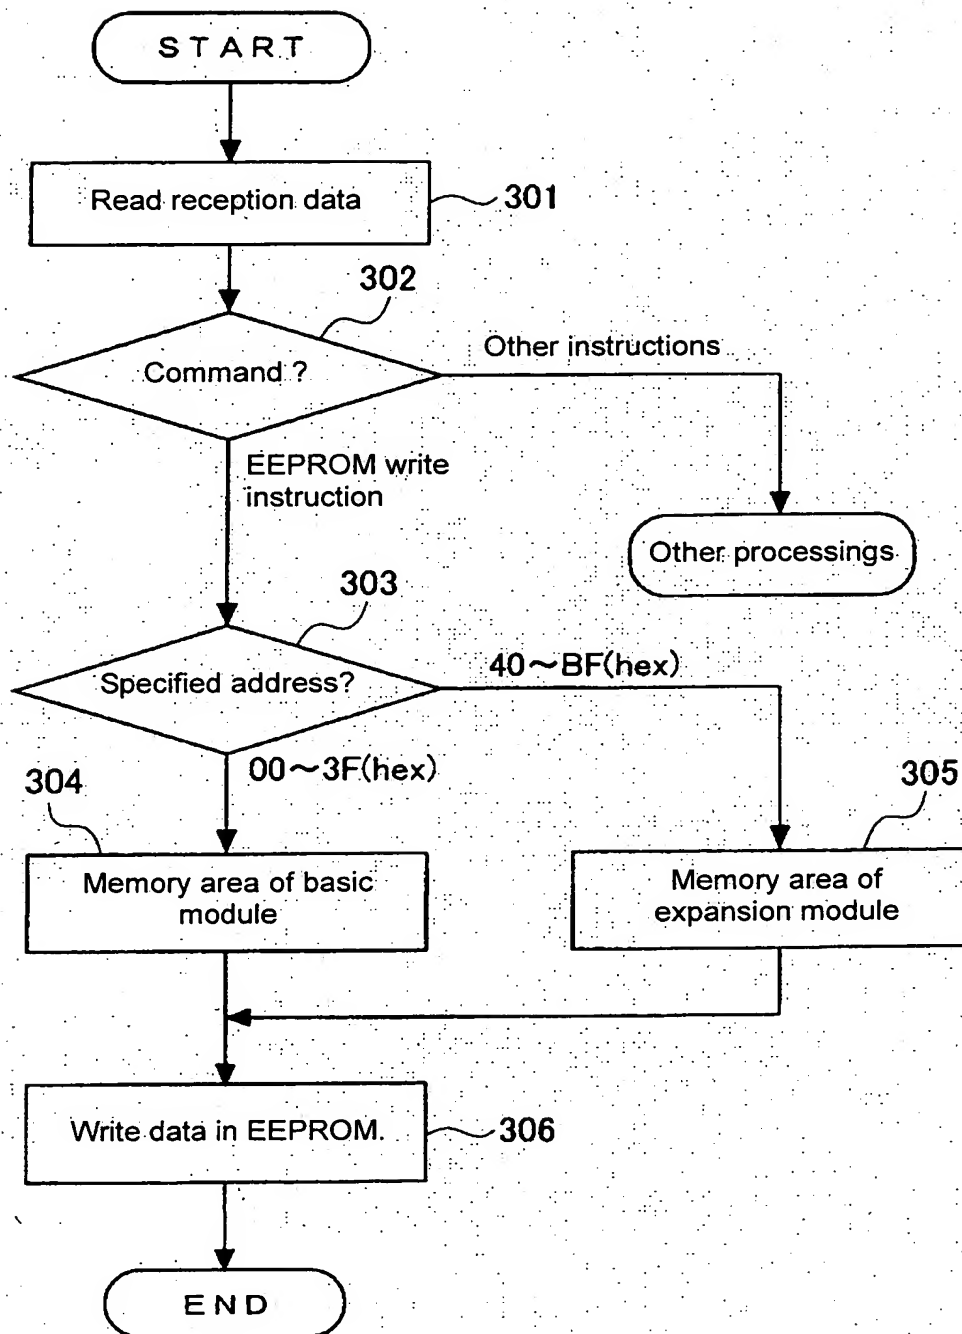 START
Read reception data
301
302
Command ?
Other instructions
EEPROM write
instruction
Other processings
303
Specified address?
40～BF(hex)
00～3F(hex)
304
305
Memory area of basic
module
Memory area of
expansion module
Write data in EEPROM.
306
END